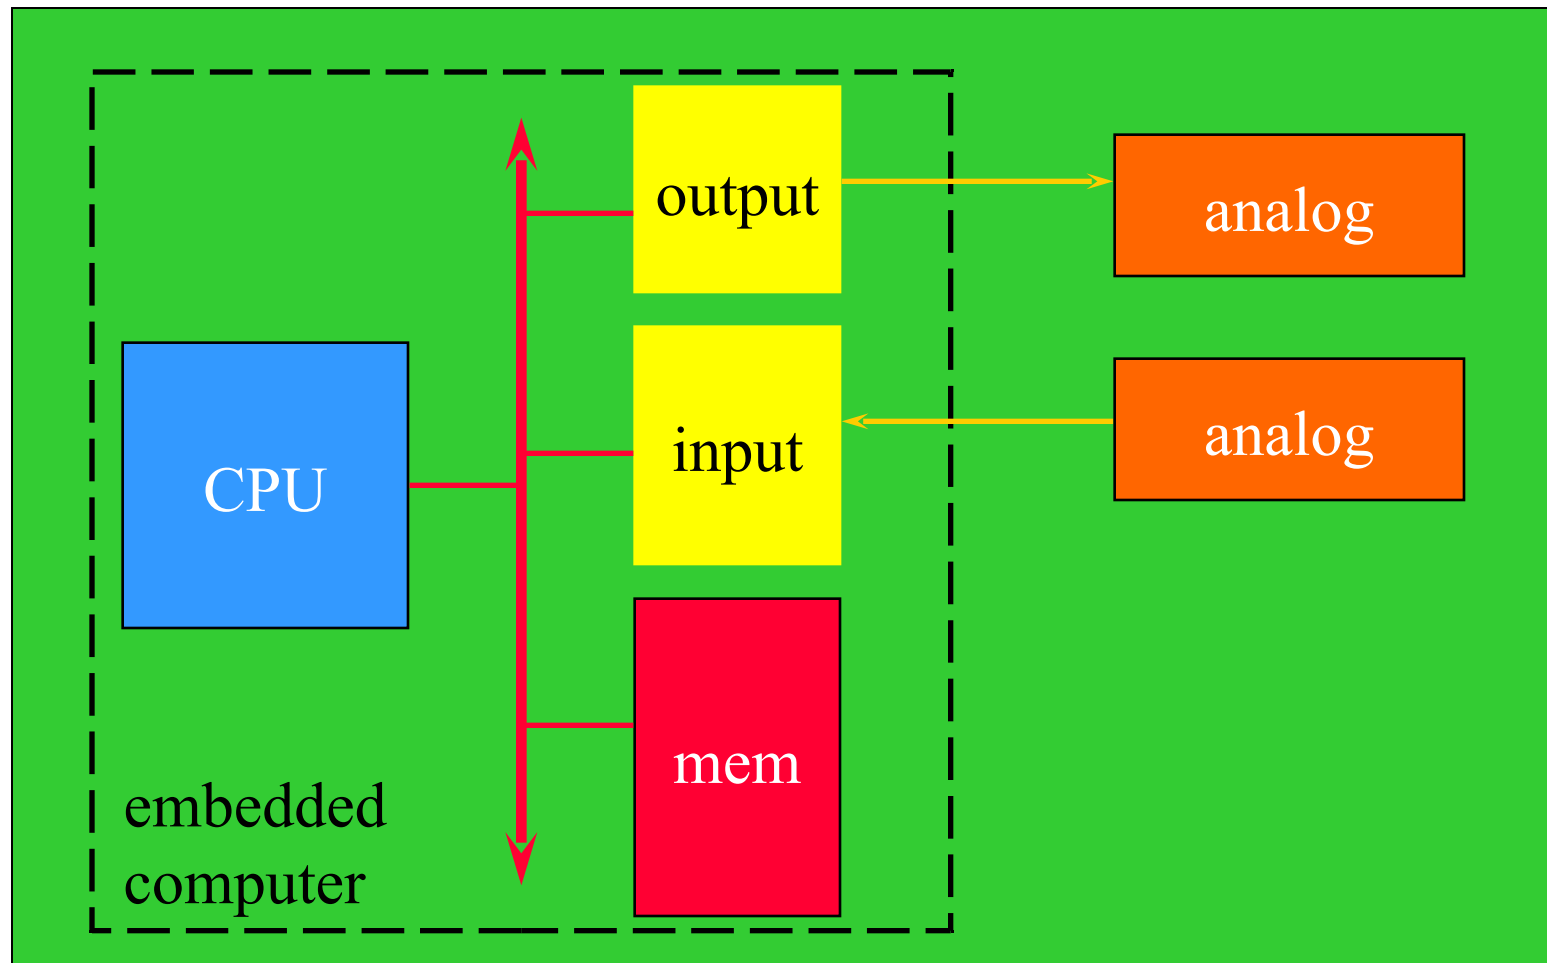 output
analog
input
analog
CPU
mem
embedded
computer